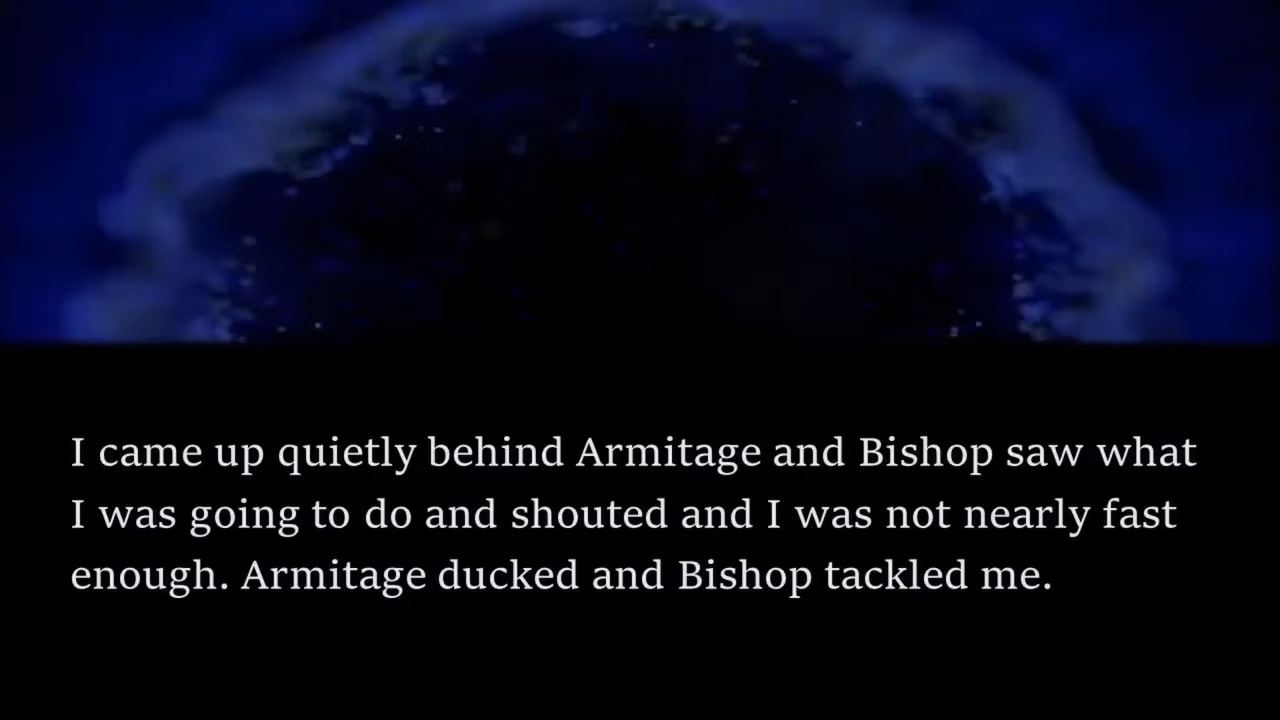 I came up quietly behind Armitage and Bishop saw what
I was going to do and shouted and I was not nearly fast
enough. Armitage ducked and Bishop tackled me.